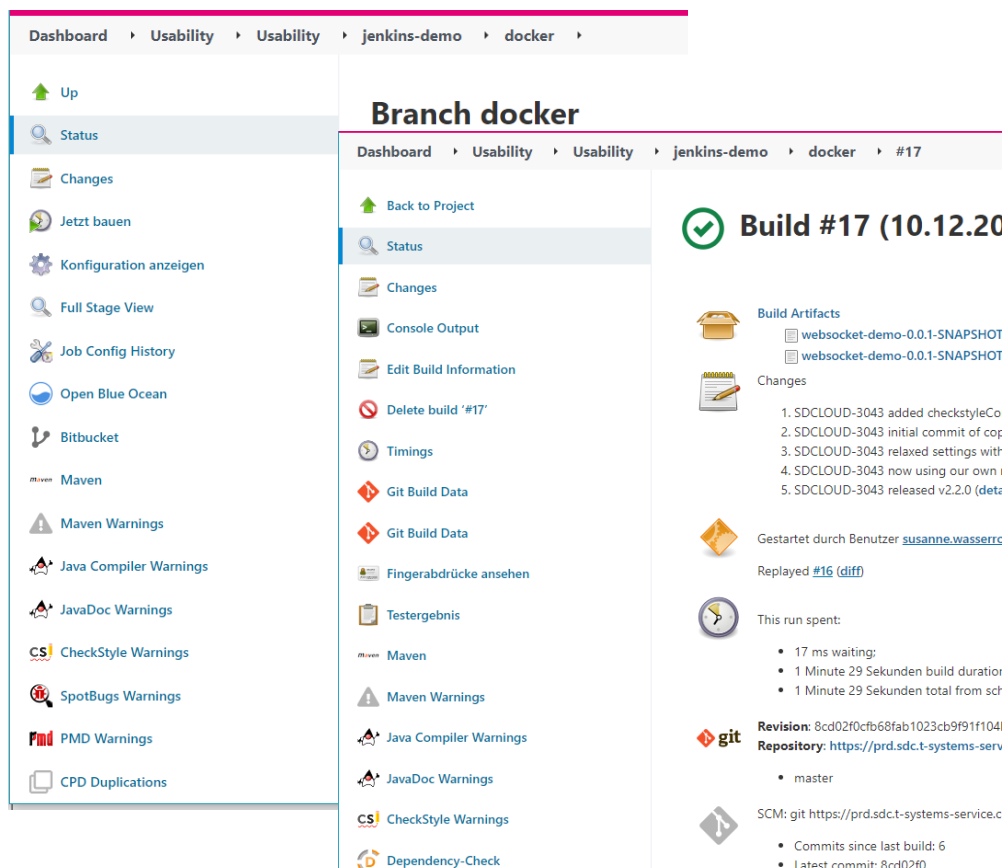 Dashboard Usability Usability jenkins-demo docker
Up
Status
Changes
Jetzt bauen
Konfiguration anzeigen
Full Stage View
Job Config History
Open Blue Ocean
Bitbucket
Maven
Maven Warnings
Java Compiler Warnings
JavaDoc Warnings
CheckStyle Warnings
SpotBugs Warnings
PMD Warnings
CPD Duplications
Branch docker
Dashboard Usability Usability jenkins-demo docker #17
Back to Project
Status
Changes
Console Output
Edit Build Information
Delete build ‘#17’
Timings
Git Build Data
Git Build Data
Fingerabdrücke ansehen
Testergebnis
Maven
Maven Warnings
Java Compiler Warnings
JavaDoc Warnings
CheckStyle Warnings
Dependency-Check
Build #17 (10.12.20
Build Artifacts
websocket-demo-0.0.1-SNAPSHOT
websocket-demo-0.0.1-SNAPSHOT
Changes
1. SDCLOUD-3043 added checkstyleCo
2. SDCLOUD-3043 initial commit of cop
3. SDCLOUD-3043 relaxed settings with
4. SDCLOUD-3043 now using our own
5. SDCLOUD-3043 released v2.2.0 (deta
Gestartet durch Benutzer susanne.wasserro
Replayed #16 (diff)
This run spent:
• 17 ms waiting;
• 1 Minute 29 Sekunden build duration
• 1 Minute 29 Sekunden total from sch
git
Revision: 8cd02f0cfb68fab1023cb9f91f104
Repository: https://prd.sdc.t-systems-serv
• master
SCM: git https://prd.sdc.t-systems-service.c
• Commits since last build: 6
• Latest commit: 8cd02f0